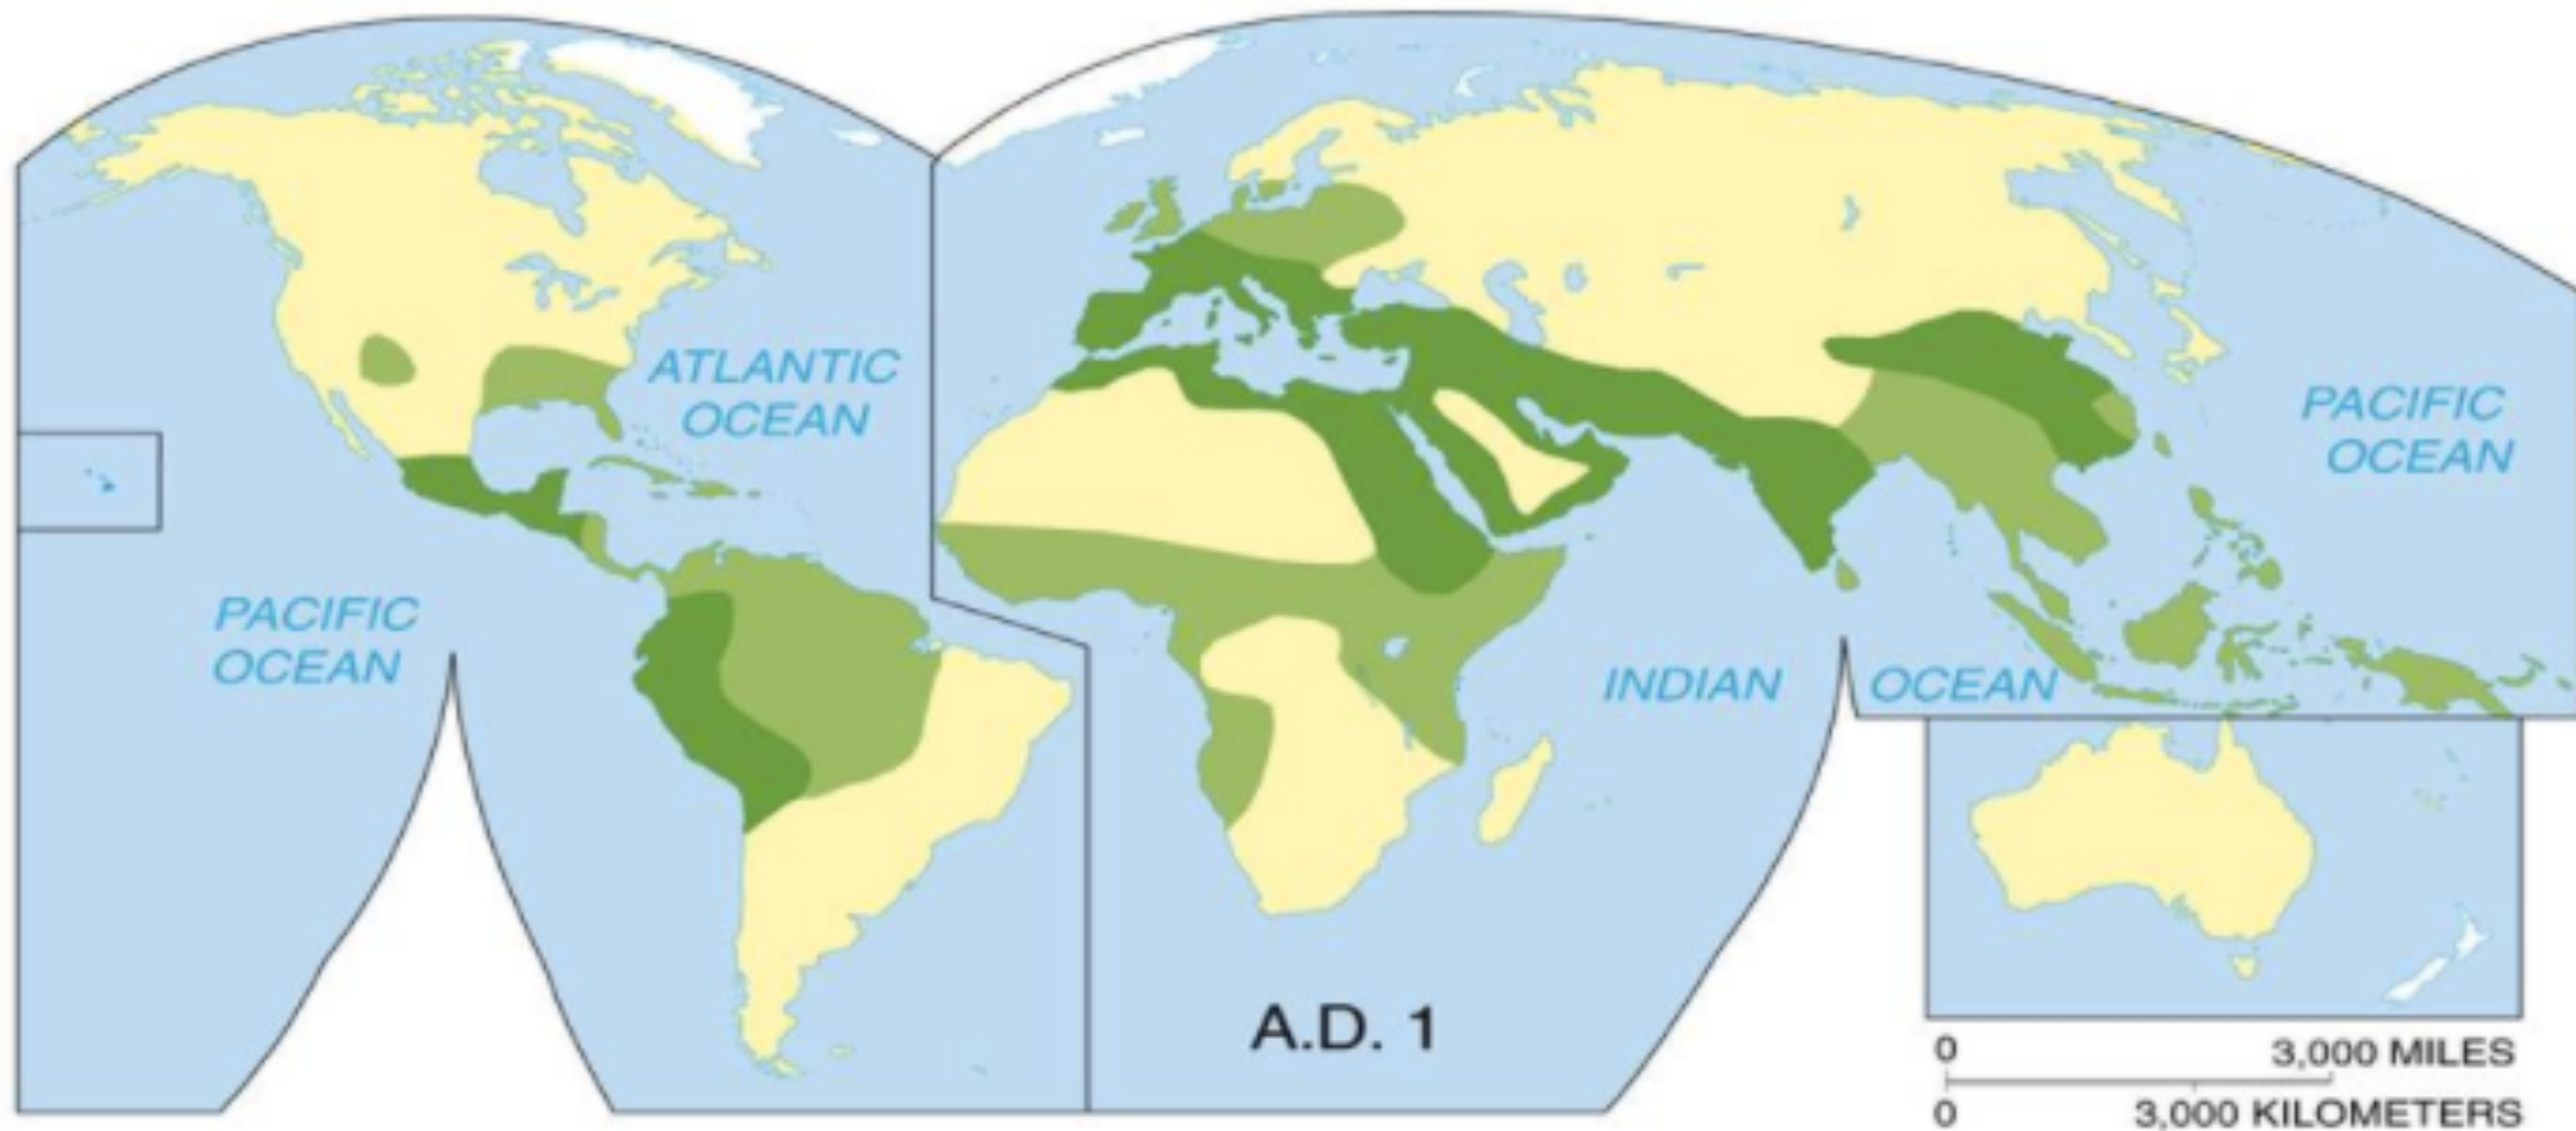 ATLANTIC
OCEAN
PACIFIC
OCEAN
PACIFIC
OCEAN
INDIAN OCEAN
A.D. 1
0 3,000 MILES
0 3,000 KILOMETERS